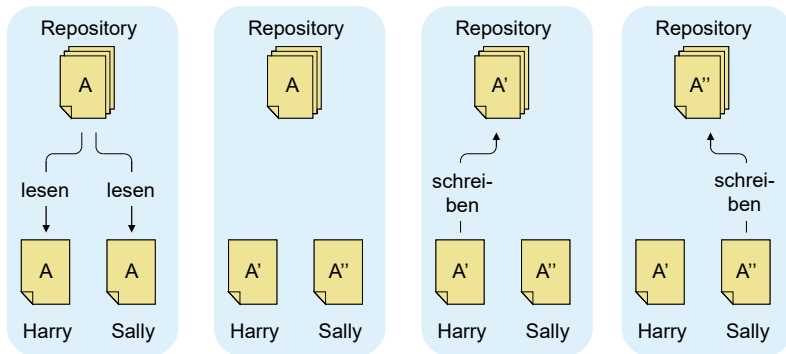 Repository
A
lesen lesen
A A
Harry Sally
Repository
A
A' A''
Harry Sally
Repository
A'
schrei-
ben
A' A''
Harry Sally
Repository
A''
schrei-
ben
A' A''
Harry Sally